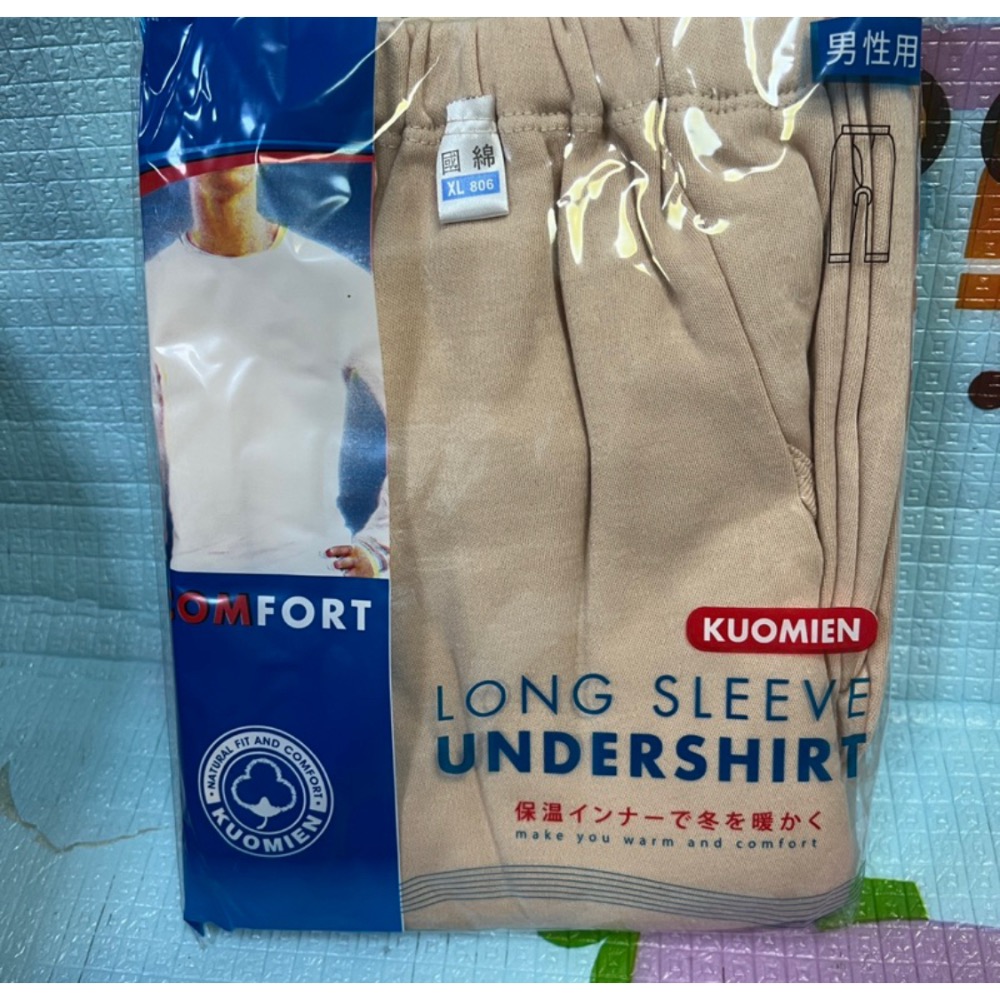 男性用
國綿
XL 806
COMFORT
KUOMIEN
LONG SLEEVE
UNDERSHIRT
保温インナーで冬を暖かく
make you warm and comfort
NATURAL FIT AND COMFORT
KUOMIEN